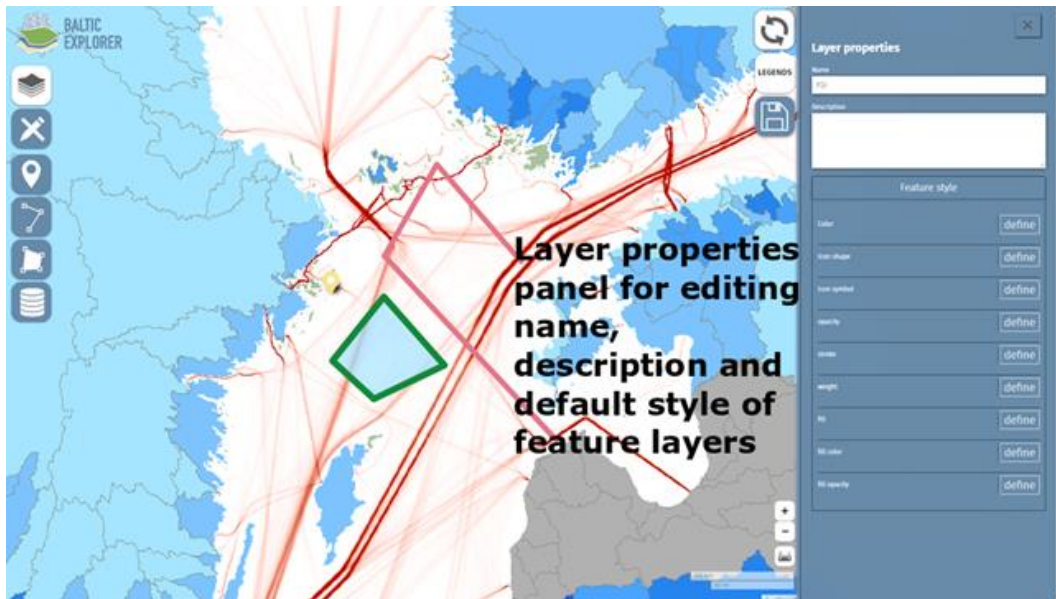 BALTIC
EXPLORER
LEGENDS
Layer properties
panel for editing
name,
description and
default style of
feature layers
+
-
×
Layer properties
Name
Description
Feature style
Color define
Icon shape define
Icon symbol define
opacity define
stroke define
weight define
fill define
fill color define
fill opacity define